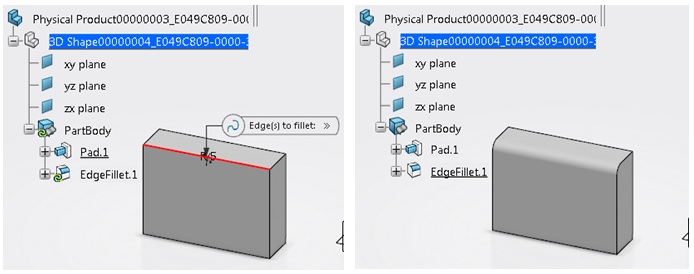 Physical Product00000003_E049C809-00
3D Shape00000004_E049C809-0000-
xy plane
yz plane
zx plane
Edge(s) to fillet: »
PartBody
Pad.1
EdgeFillet.1
Physical Product00000003_E049C809-00
3D Shape00000004_E049C809-0000-
xy plane
yz plane
zx plane
PartBody
Pad.1
EdgeFillet.1